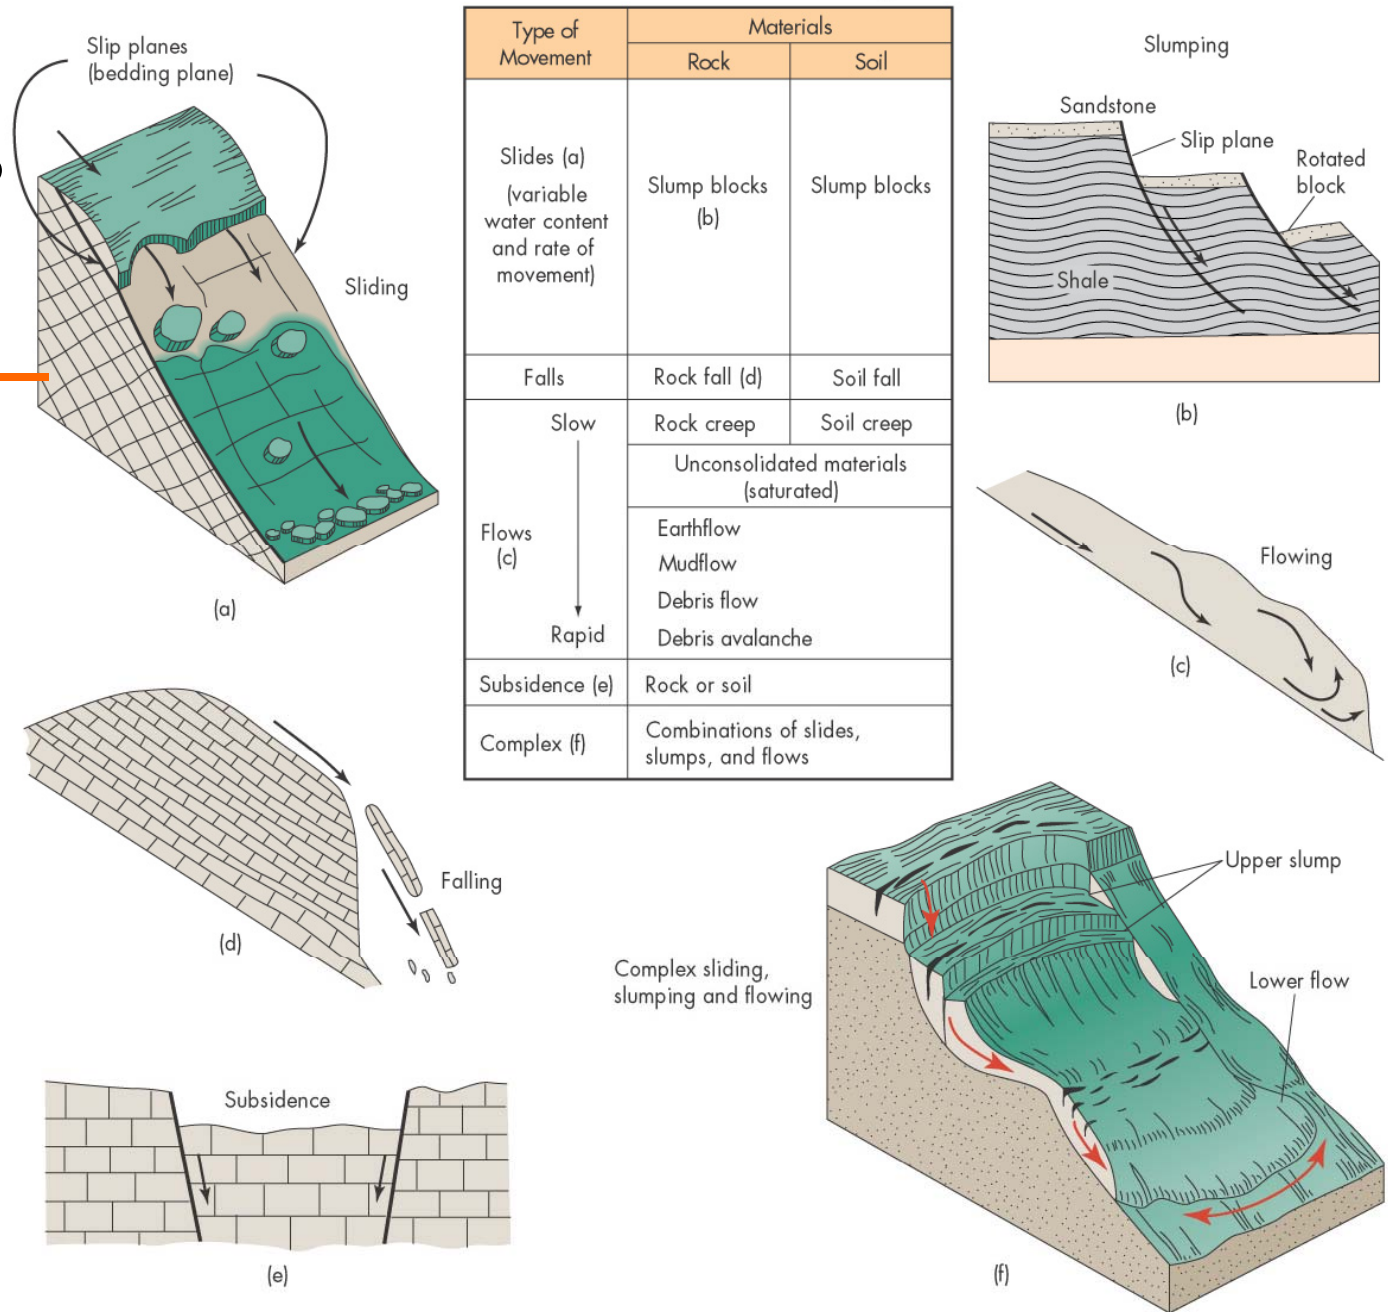 Slip planes
(bedding plane)
Sliding
(a)
Type of
Movement
Materials
Rock
Soil
Slides (a)
(variable
water content
and rate of
movement)
Slump blocks
(b)
Slump blocks
Falls
Rock fall (d)
Soil fall
Flows
(c)
Slow
Rapid
Rock creep
Soil creep
Unconsolidated materials
(saturated)
Earthflow
Mudflow
Debris flow
Debris avalanche
Subsidence (e)
Rock or soil
Complex (f)
Combinations of slides,
slumps, and flows
Slumping
Sandstone
Slip plane
Rotated
block
Shale
(b)
Flowing
(c)
Falling
(d)
Subsidence
(e)
Complex sliding,
slumping and flowing
Upper slump
Lower flow
(f)